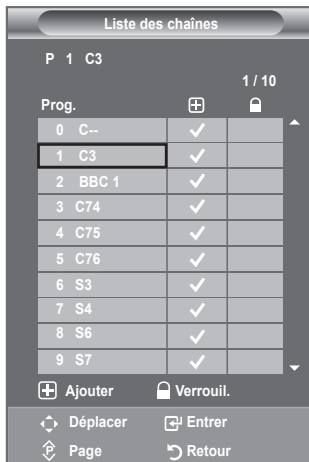 Liste des chaînes
P 1 C3
1 / 10
Prog.
0 C--
1 C3
2 BBC 1
3 C74
4 C75
5 C76
6 S3
7 S4
8 S6
9 S7
Ajouter Verrouil.
Déplacer Entrer
Page Retour